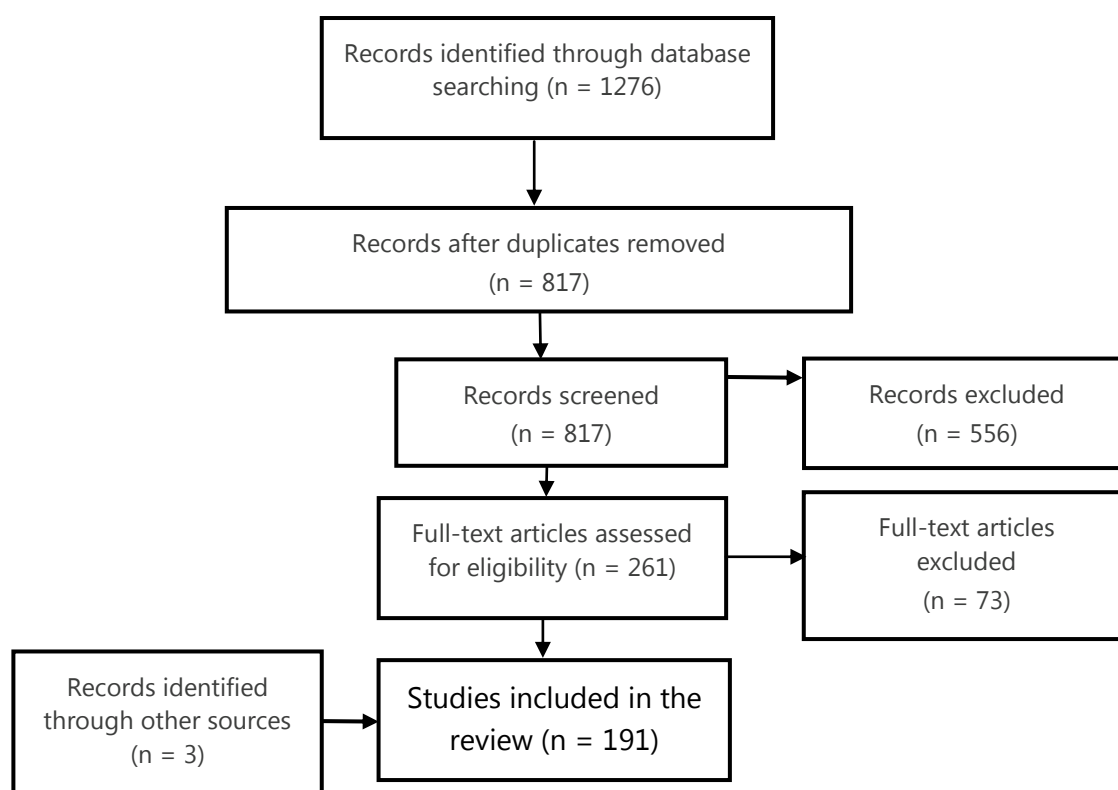 Records identified through database
searching (n = 1276)
Records after duplicates removed
(n = 817)
Records screened
(n = 817)
Records excluded
(n = 556)
Full-text articles assessed
for eligibility (n = 261)
Full-text articles
excluded
(n = 73)
Records identified
through other sources
(n = 3)
Studies included in the
review (n = 191)